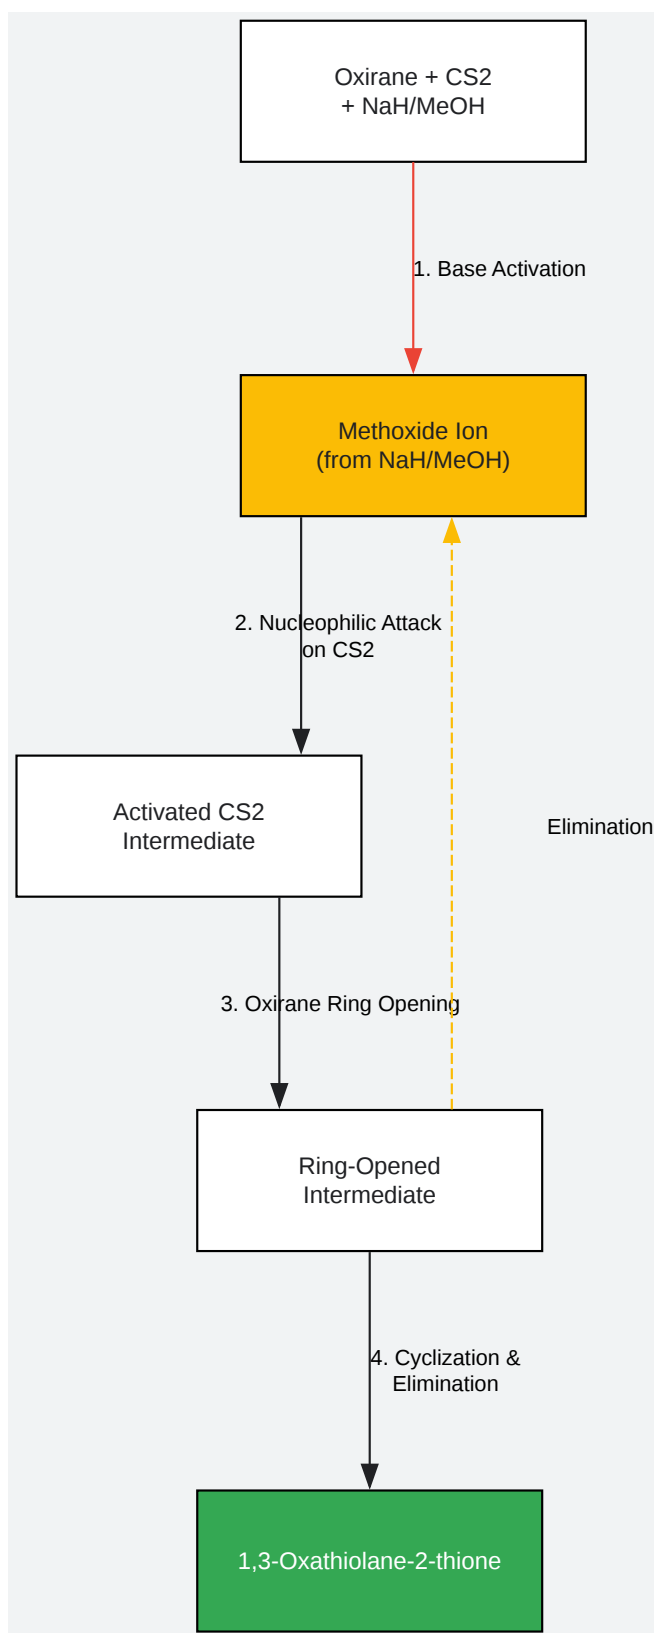 Oxirane + CS2
+ NaH/MeOH
1. Base Activation
Methoxide Ion
(from NaH/MeOH)
2. Nucleophilic Attack
on CS2
Activated CS2
Intermediate
Elimination
3. Oxirane Ring Opening
Ring-Opened
Intermediate
4. Cyclization &
Elimination
1,3-Oxathiolane-2-thione